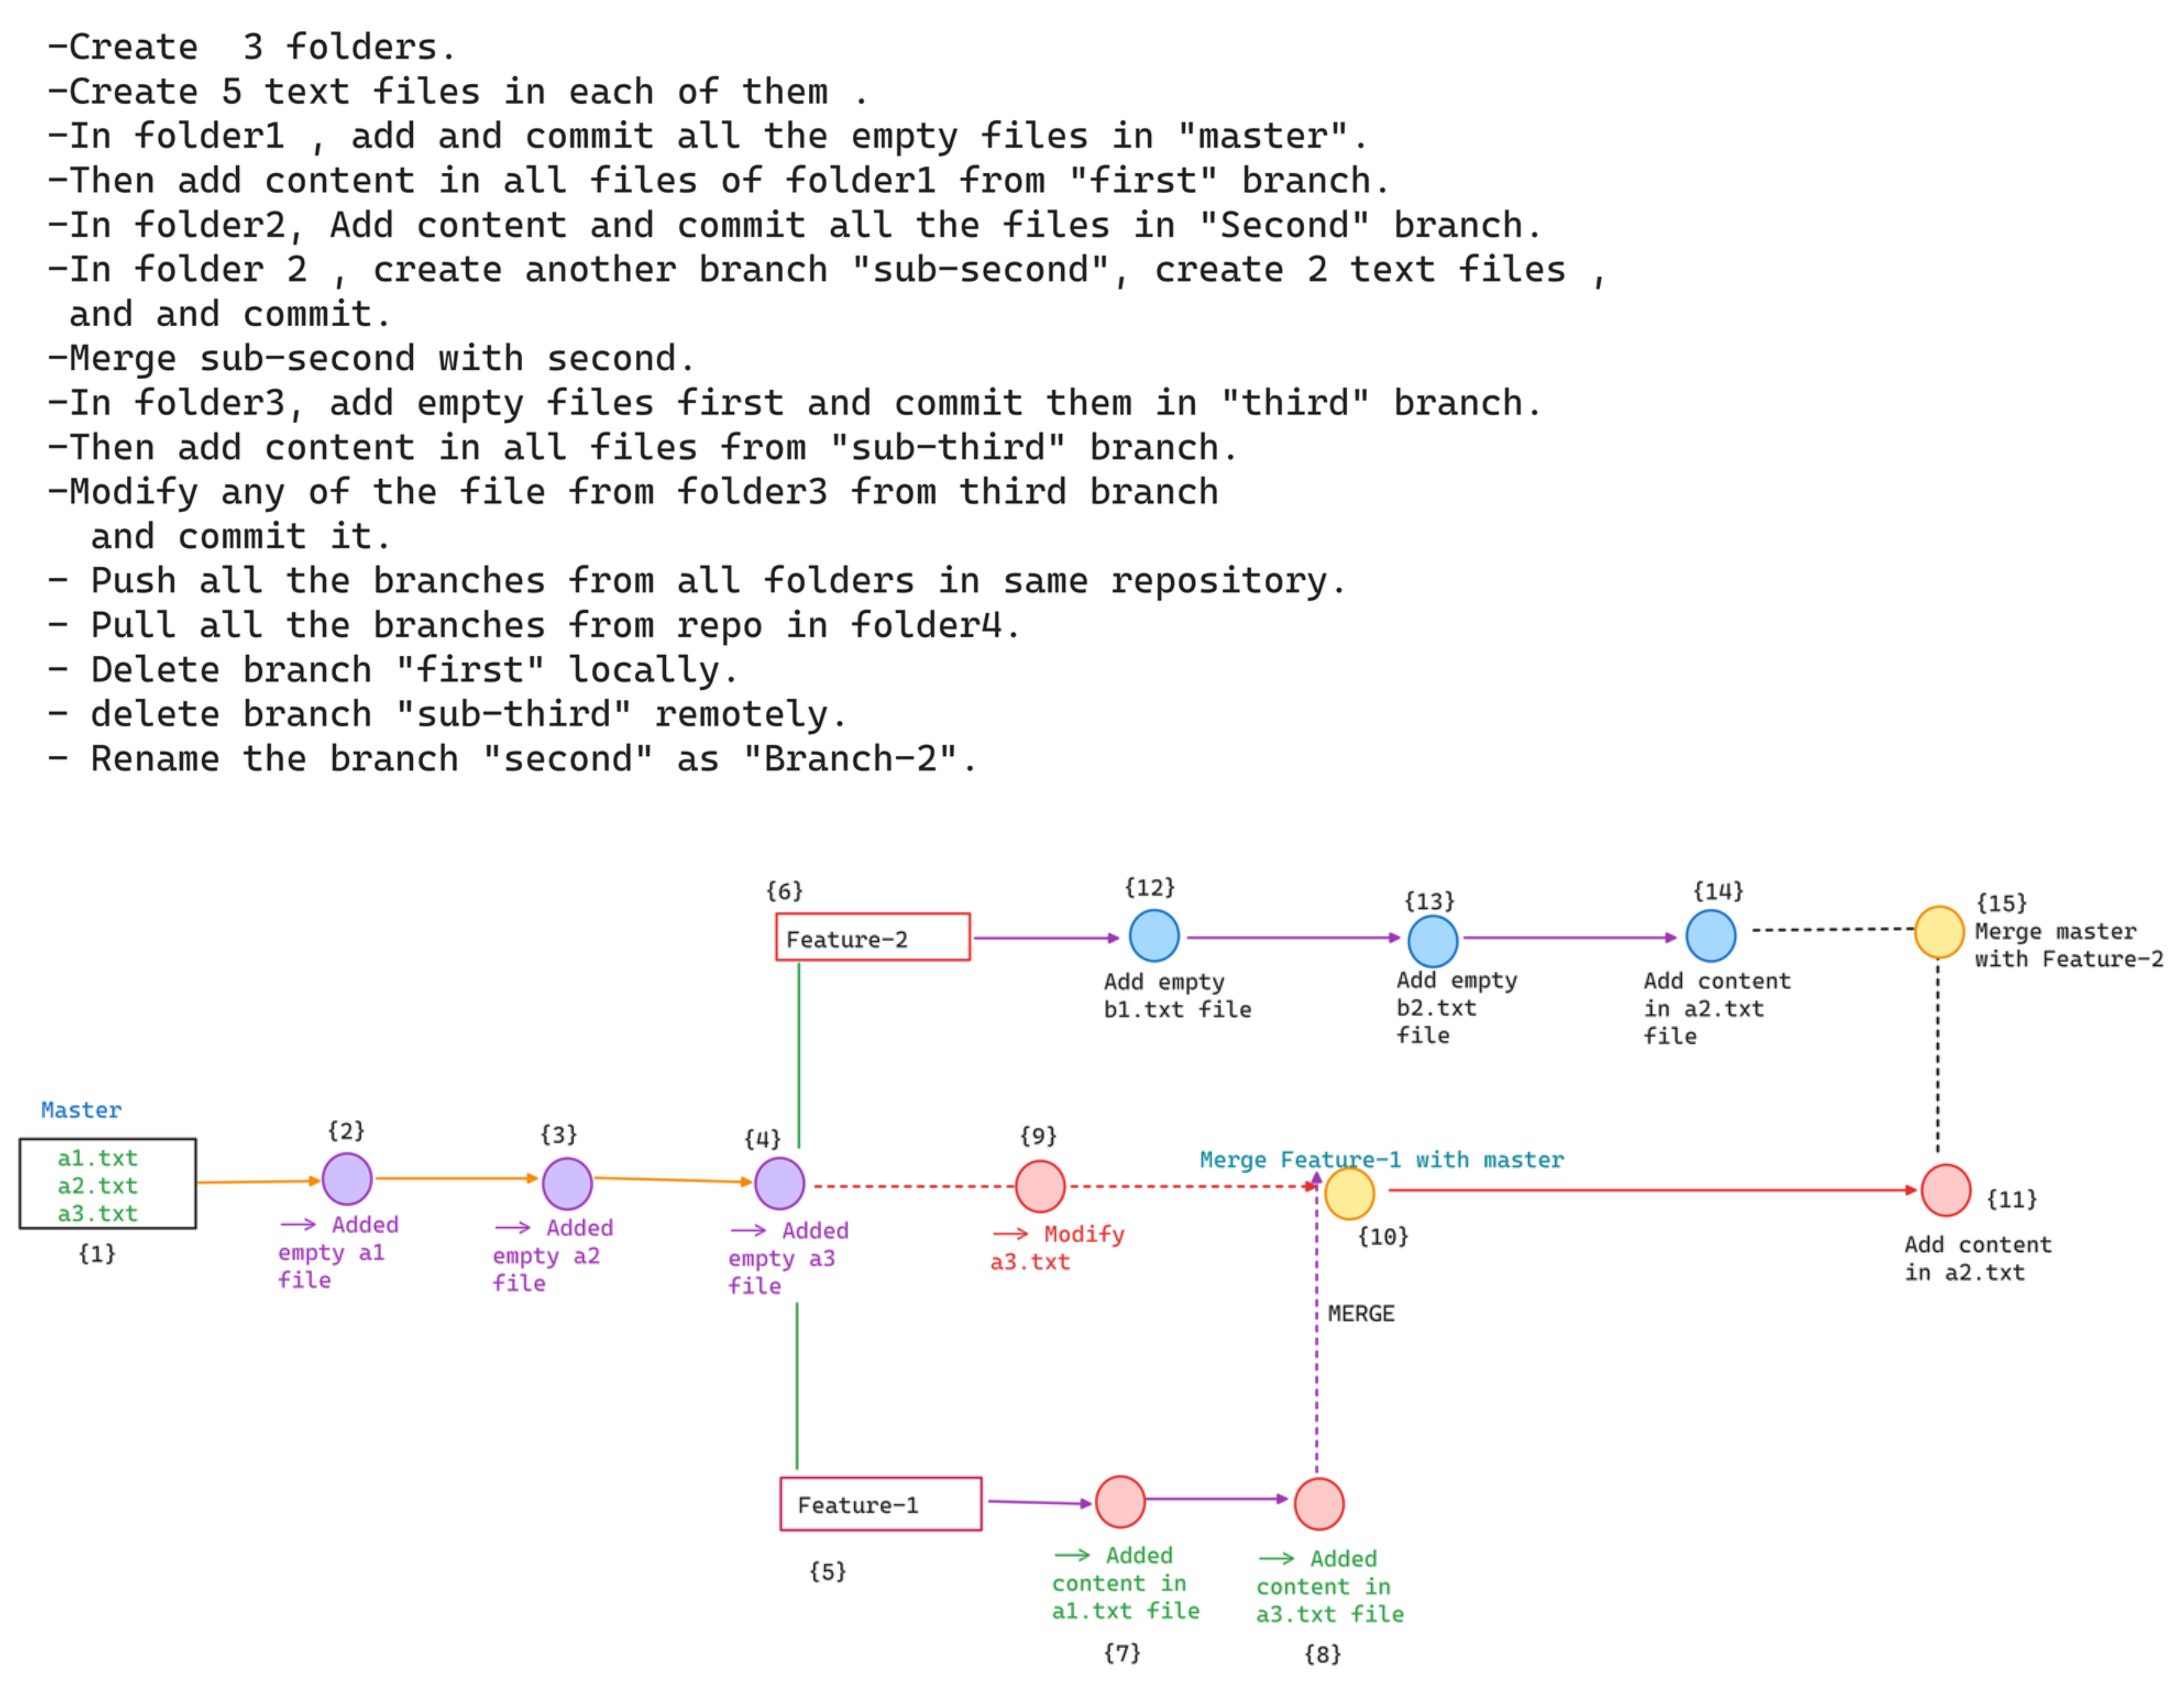 -Create  3 folders.
-Create 5 text files in each of them .
-In folder1 , add and commit all the empty files in "master".
-Then add content in all files of folder1 from "first" branch.
-In folder2, Add content and commit all the files in "Second" branch.
-In folder 2 , create another branch "sub-second", create 2 text files ,
and and commit.
-Merge sub-second with second.
-In folder3, add empty files first and commit them in "third" branch.
-Then add content in all files from "sub-third" branch.
-Modify any of the file from folder3 from third branch
and commit it.
- Push all the branches from all folders in same repository.
- Pull all the branches from repo in folder4.
- Delete branch "first" locally.
- delete branch "sub-third" remotely.
- Rename the branch "second" as "Branch-2".
{6}
Feature-2
{12}
Add empty
b1.txt file
{13}
Add empty
b2.txt
file
{14}
Add content
in a2.txt
file
{15}
Merge master
with Feature-2
Master
a1.txt
a2.txt
a3.txt
{1}
{2}
→ Added
empty a1
file
{3}
→ Added
empty a2
file
{4}
→ Added
empty a3
file
{9}
→ Modify
a3.txt
Merge Feature-1 with master
{10}
MERGE
{11}
Add content
in a2.txt
Feature-1
{5}
→ Added
content in
a1.txt file
{7}
→ Added
content in
a3.txt file
{8}